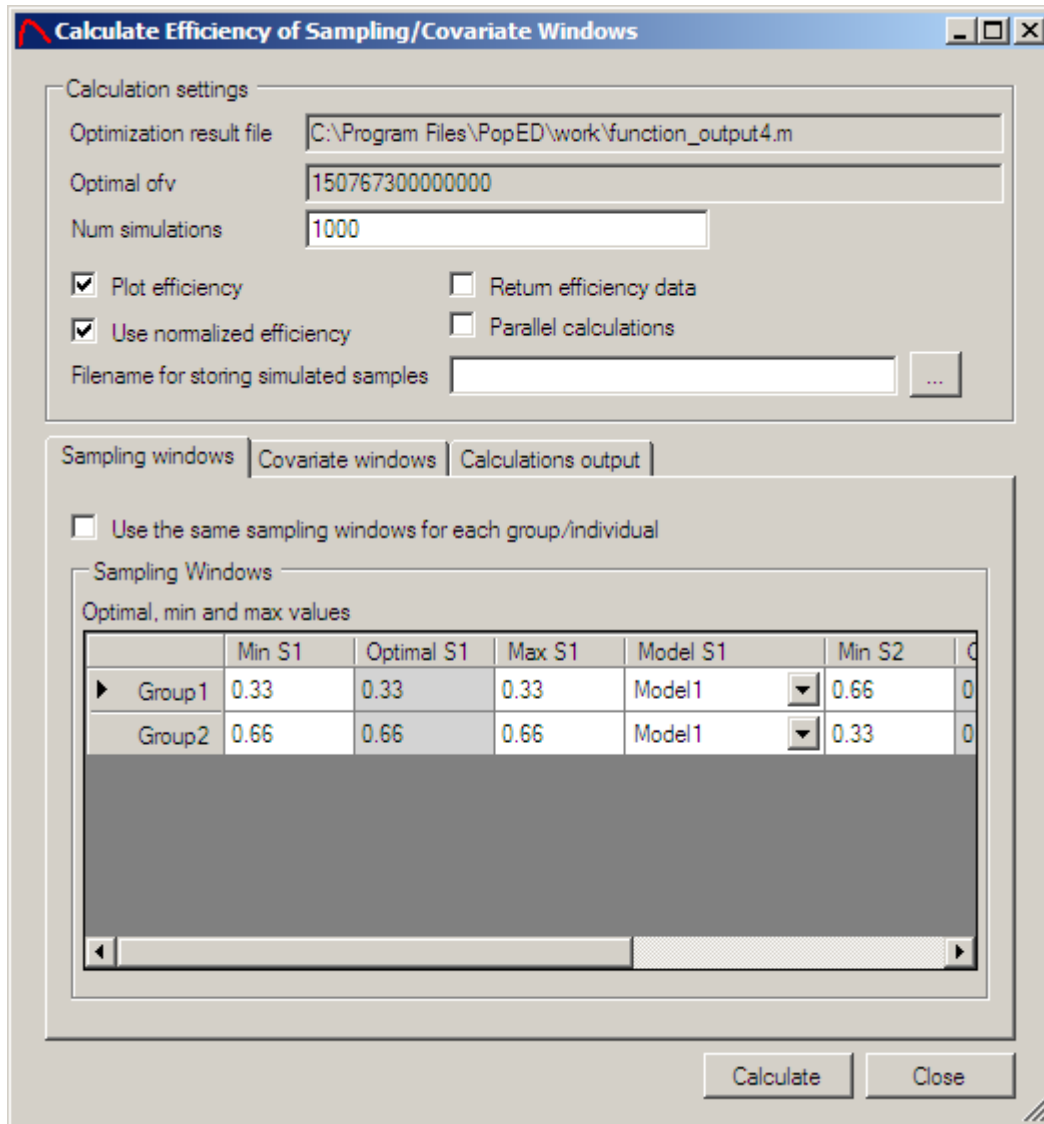 Calculate Efficiency of Sampling/Covariate Windows
Calculation settings
Optimization result file C:\Program Files\PopED\work\function_output4.m
Optimal ofv 150767300000000
Num simulations 1000
Plot efficiency Return efficiency data
Use normalized efficiency Parallel calculations
Filename for storing simulated samples ...
Sampling windows Covariate windows Calculations output
Use the same sampling windows for each group/individual
Sampling Windows
Optimal, min and max values
Min S1 Optimal S1 Max S1 Model S1 Min S2
Group1 0.33 0.33 0.33 Model1 0.66 0
Group2 0.66 0.66 0.66 Model1 0.33 0
Calculate Close